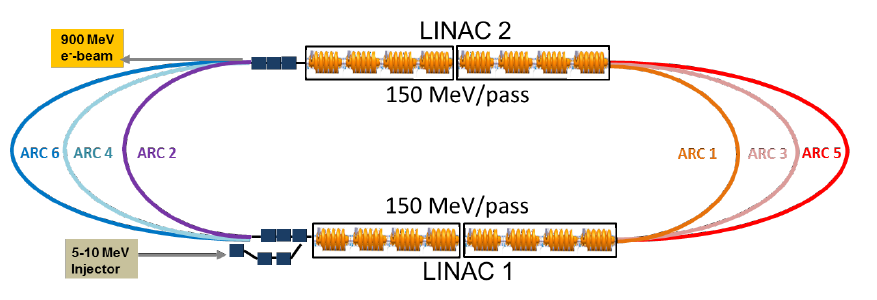 900 MeV
e⁻-beam
LINAC 2
150 MeV/pass
ARC 6
ARC 4
ARC 2
ARC 1
ARC 3
ARC 5
150 MeV/pass
5-10 MeV
Injector
LINAC 1